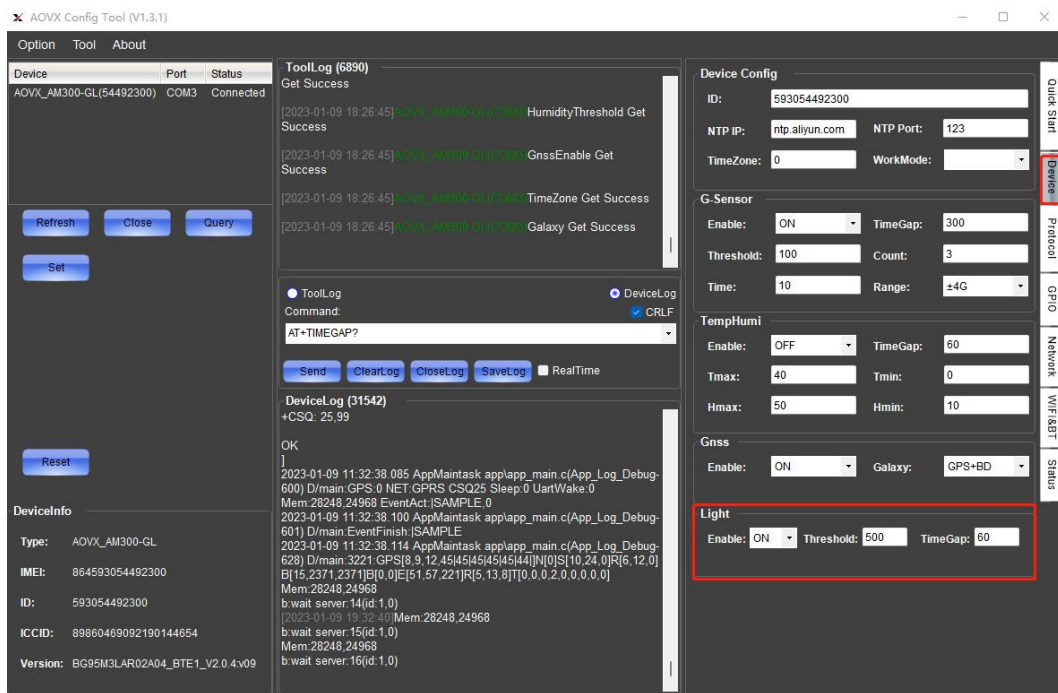 AOVX Config Tool (V1.3.1)
Option Tool About
Device Port Status
AOVX_AM300-GL(54492300) COM3 Connected
Refresh Close Query
Set
Reset
DeviceInfo
Type: AOVX_AM300-GL
IMEI: 864593054492300
ID: 593054492300
ICCID: 89860469092190144654
Version: BG95M3LAR02A04_BTE1_V2.0.4:v09
ToolLog (6890)
Get Success
[2023-01-09 18:26:45]AOVX_AM300-GL(COM3)HumidityThreshold Get
Success
[2023-01-09 18:26:45]AOVX_AM300-GL(COM3)GnssEnable Get
Success
[2023-01-09 18:26:45]AOVX_AM300-GL(COM3)TimeZone Get Success
[2023-01-09 18:26:45]AOVX_AM300-GL(COM3)Galaxy Get Success
ToolLog DeviceLog
Command: CRLF
AT+TIMEGAP?
Send ClearLog CloseLog SaveLog RealTime
DeviceLog (31542)
+CSQ: 25,99
OK
]
2023-01-09 11:32:38.085 AppMaintask app\app_main.c(App_Log_Debug-
600) D/main:GPS:0 NET:GPRS CSQ25 Sleep:0 UartWake:0
Mem:28248,24968 EventAct:|SAMPLE,0
2023-01-09 11:32:38.100 AppMaintask app\app_main.c(App_Log_Debug-
601) D/main:EventFinish:|SAMPLE
2023-01-09 11:32:38.114 AppMaintask app\app_main.c(App_Log_Debug-
628) D/main:3221:GPS[8,9,12,45|45|45|45|45|44|]N[0]S[10,24,0]R[6,12,0]
B[15,2371,2371]B[0,0]E[51,57,221]R[5,13,8]T[0,0,0,2,0,0,0,0,0]
Mem:28248,24968
b:wait server:14(id:1,0)
[2023-01-09 19:32:40]Mem:28248,24968
b:wait server:15(id:1,0)
Mem:28248,24968
b:wait server:16(id:1,0)
Device Config
ID: 593054492300
NTP IP: ntp.aliyun.com NTP Port: 123
TimeZone: 0 WorkMode:
G-Sensor
Enable: ON TimeGap: 300
Threshold: 100 Count: 3
Time: 10 Range: ±4G
TempHumi
Enable: OFF TimeGap: 60
Tmax: 40 Tmin: 0
Hmax: 50 Hmin: 10
Gnss
Enable: ON Galaxy: GPS+BD
Light
Enable: ON Threshold: 500 TimeGap: 60
Quick Start
Device
Protocol
GPIO
Network
WIFI&BT
Status